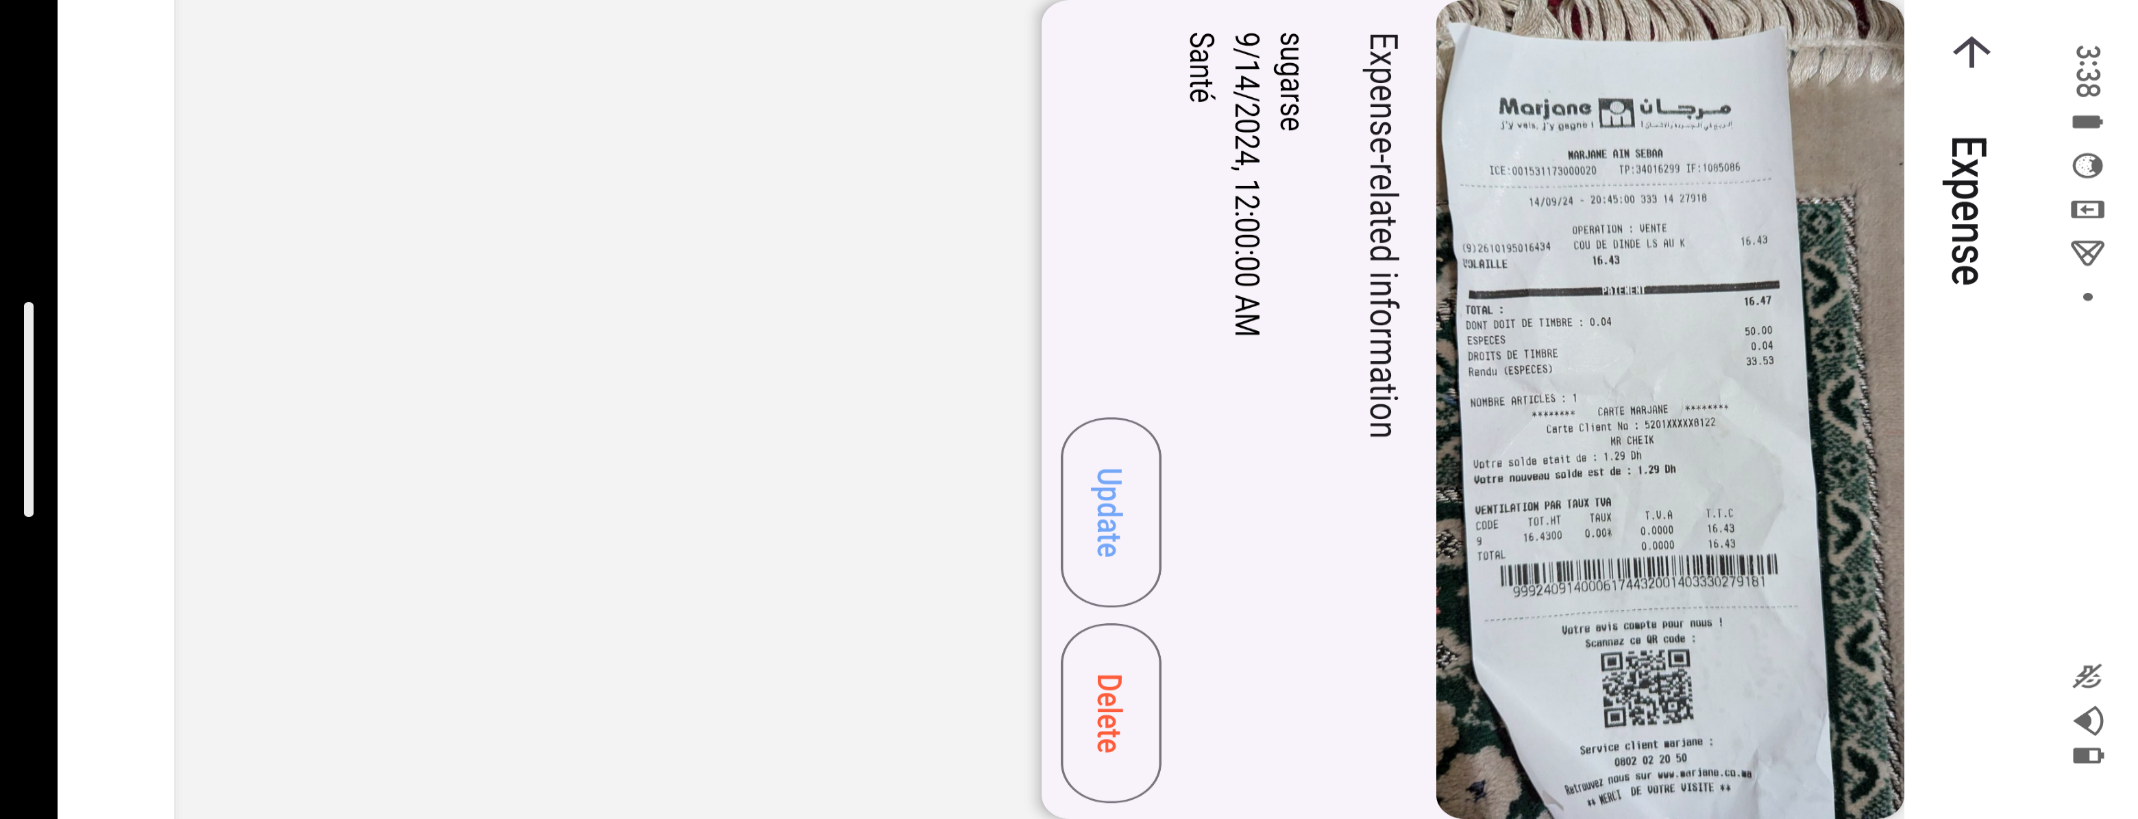 3:38
Expense
Marjane مرجان
J'y vais, j'y gagne !
MARJANE AIN SEBAA
ICE:001531173000020 TP:34016299 IF:1085086
14/09/24 - 20:45:00 333 14 27918
OPERATION : VENTE
(9)2610195016434 COU DE DINDE LS AU K 16.43
VOLAILLE 16.43
PAIEMENT
TOTAL : 16.47
DONT DOIT DE TIMBRE : 0.04
ESPECES 50.00
DROITS DE TIMBRE 0.04
Rendu (ESPECES) 33.53
NOMBRE ARTICLES : 1
******** CARTE MARJANE ********
Carte Client No : 5201XXXXX8122
MR CHEIK
Votre solde etait de : 1.29 Dh
Votre nouveau solde est de : 1.29 Dh
VENTILATION PAR TAUX TVA
CODE TOT.HT TAUX T.V.A T.T.C
9 16.4300 0.00% 0.0000 16.43
TOTAL 0.0000 16.43
9992409140006174432001403330279181
Votre avis compte pour nous !
Scannez ce QR code :
Service client marjane :
0802 02 20 50
Retrouvez nous sur www.marjane.co.ma
** MERCI DE VOTRE VISITE **
Expense-related information
sugarse
9/14/2024, 12:00:00 AM
Santé
Update
Delete